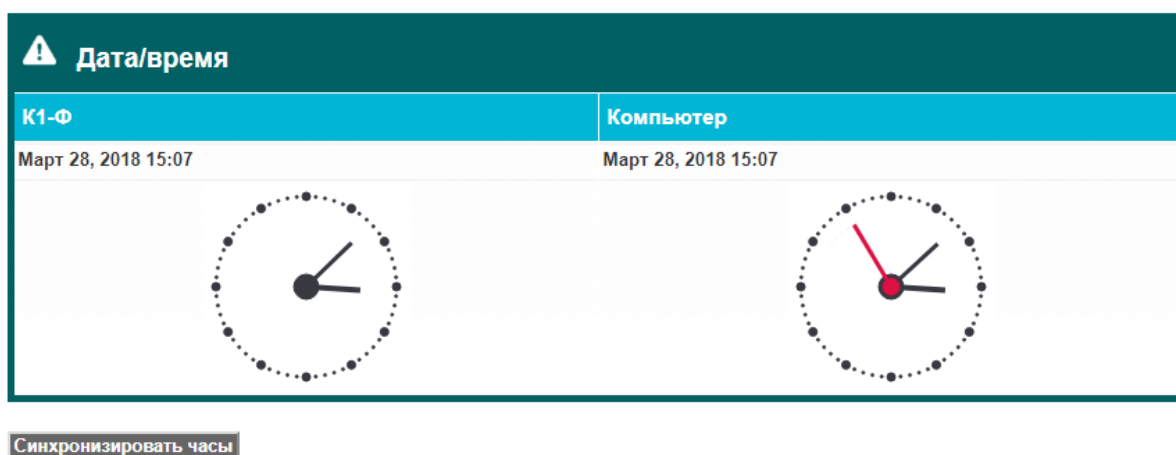 Дата/время
К1-Ф
Компьютер
Март 28, 2018 15:07
Март 28, 2018 15:07
Синхронизировать часы